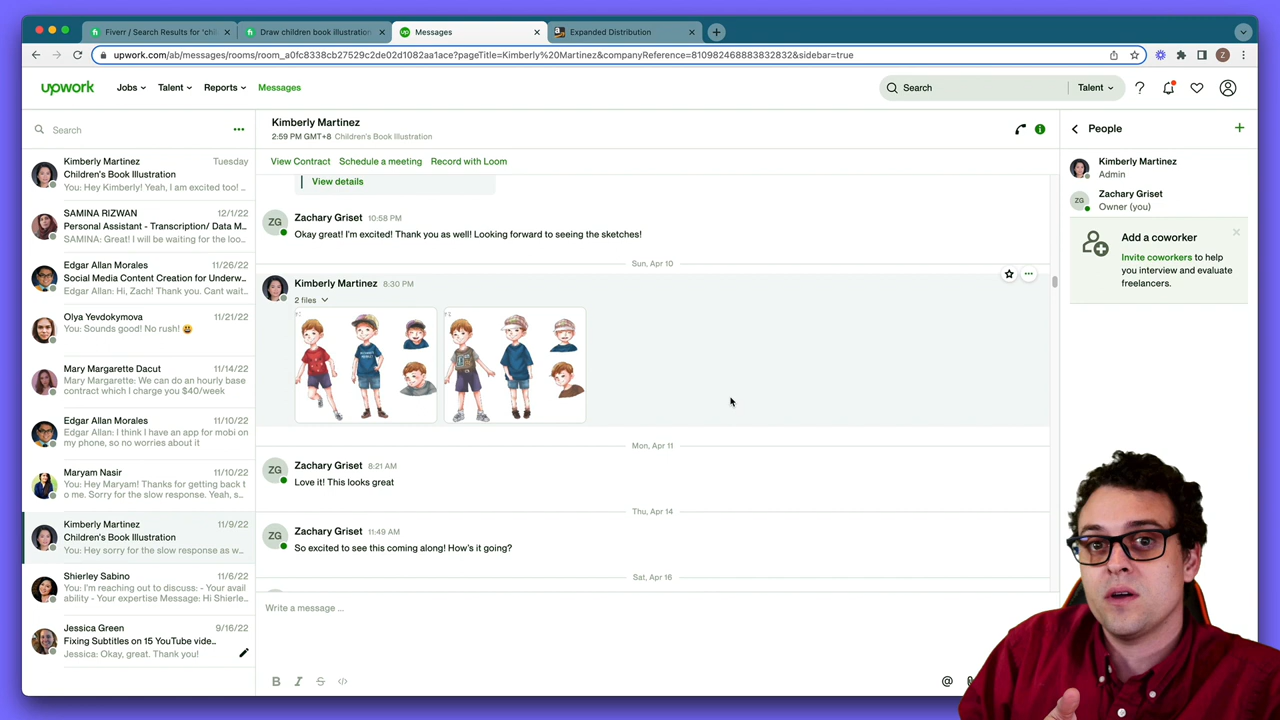 Fiverr / Search Results for 'chil
Draw children book illustration
Messages
Expanded Distribution
upwork.com/ab/messages/rooms/room_a0fc8338cb27529c2de02d1082aa1ace?pageTitle=Kimberly%20Martinez&companyReference=810982468883832832&sidebar=true
upwork
Jobs
Talent
Reports
Messages
Search
Talent
Search
Kimberly Martinez
Tuesday
Children's Book Illustration
You: Hey Kimberly! Yeah, I am excited too! ...
SAMINA RIZWAN
12/1/22
Personal Assistant - Transcription/ Data M...
SAMINA: Great! I will be waiting for the loo...
Edgar Allan Morales
11/26/22
Social Media Content Creation for Underw...
Edgar Allan: Hi, Zach! Thank you. Cant wait...
Olya Yevdokymova
11/21/22
You: Sounds good! No rush! 😃
Mary Margarette Dacut
11/14/22
Mary Margarette: We can do an hourly base
contract which I charge you $40/week
Edgar Allan Morales
11/10/22
Edgar Allan: I think I have an app for mobi on
my phone, so no worries about it
Maryam Nasir
11/10/22
You: Hey Maryam! Thanks for getting back t
o me. Sorry for the slow response. Yeah, s...
Kimberly Martinez
11/9/22
Children's Book Illustration
You: Hey sorry for the slow response as w...
Shierley Sabino
11/6/22
You: I'm reaching out to discuss: - Your avail
ability - Your expertise Message: Hi Shierle...
Jessica Green
9/16/22
Fixing Subtitles on 15 YouTube vide...
Jessica: Okay, great. Thank you!
Kimberly Martinez
2:59 PM GMT+8 Children's Book Illustration
View Contract
Schedule a meeting
Record with Loom
View details
ZG
Zachary Griset 10:58 PM
Okay great! I'm excited! Thank you as well! Looking forward to seeing the sketches!
Sun, Apr 10
Kimberly Martinez 8:30 PM
2 files
Mon, Apr 11
ZG
Zachary Griset 8:21 AM
Love it! This looks great
Thu, Apr 14
ZG
Zachary Griset 11:49 AM
So excited to see this coming along! How's it going?
Sat, Apr 16
Write a message ...
B I S
@
People
Kimberly Martinez
Admin
ZG
Zachary Griset
Owner (you)
Add a coworker
Invite coworkers to help
you interview and evaluate
freelancers.